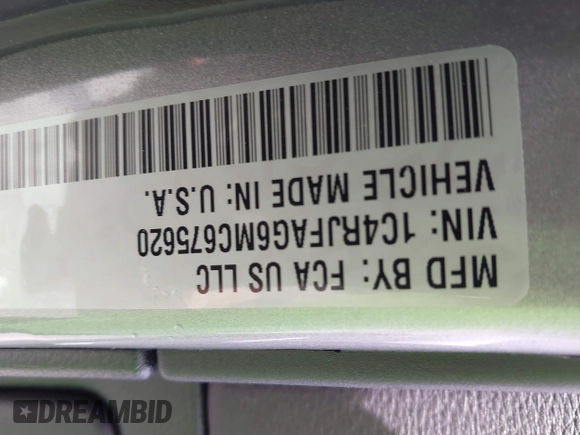 MFD BY: FCA US LLC
VIN: 1C4RJFAG6MC675620
VEHICLE MADE IN: U.S.A.
DREAMBID